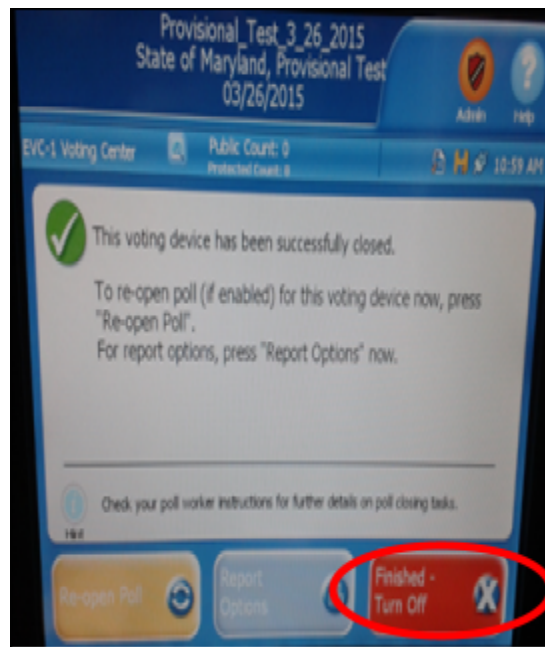 Provisional_Test_3_26_2015
State of Maryland, Provisional Test
03/26/2015
Admin
Help
EVC-1 Voting Center
Public Count: 0
Protected Count: 0
10:59 AM
This voting device has been successfully closed.
To re-open poll (if enabled) for this voting device now, press
"Re-open Poll".
For report options, press "Report Options" now.
Check your poll worker instructions for further details on poll closing tasks.
Hint
Re-open Poll
Report
Options
Finished -
Turn Off